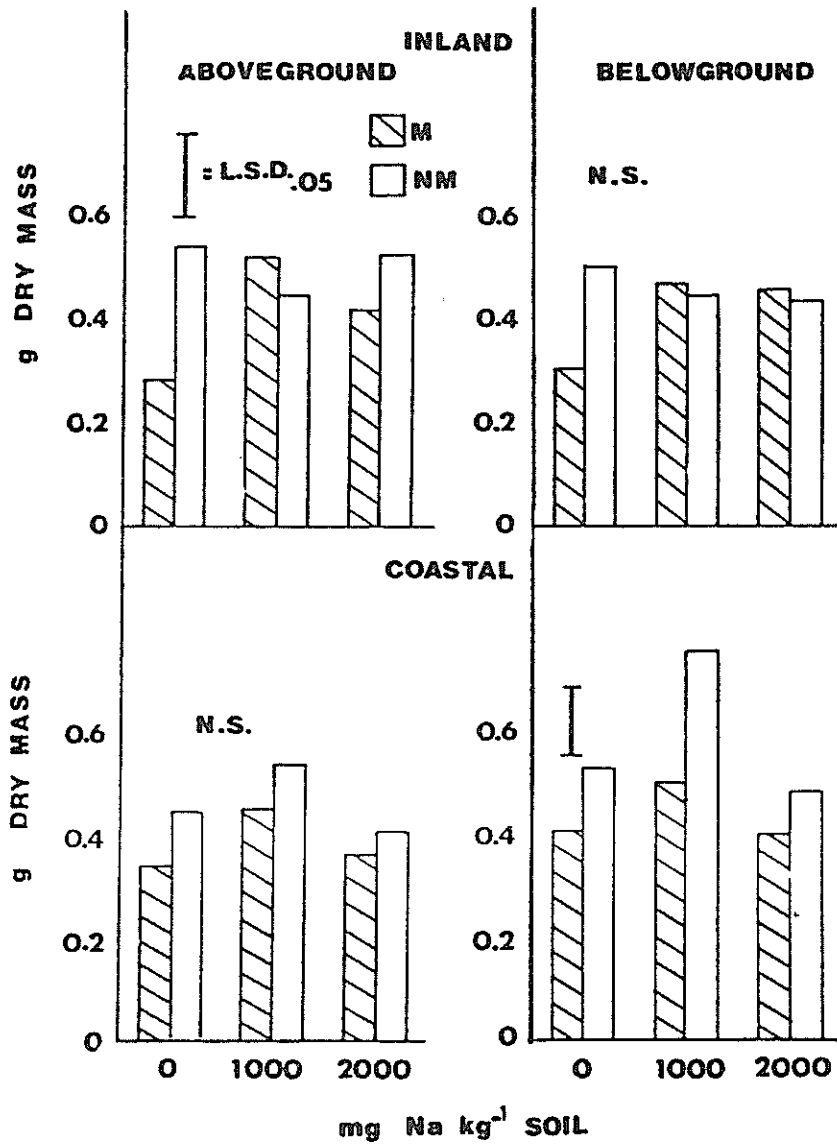 INLAND
ABOVEGROUND
BELOWGROUND
M
NM
= L.S.D. .05
N.S.
g DRY MASS
0.6
0.4
0.2
0
0.6
0.4
0.2
0
COASTAL
N.S.
g DRY MASS
0.6
0.4
0.2
0
0.6
0.4
0.2
0
0 1000 2000
0 1000 2000
mg Na kg⁻¹ SOIL